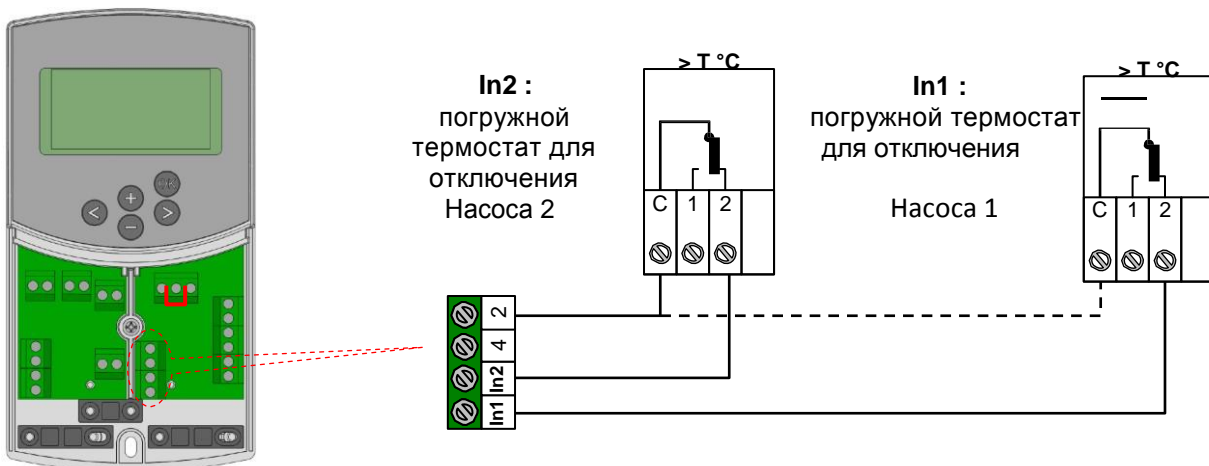 OK
+
<
>
−
In2 :
погружной
термостат для
отключения
Насоса 2
> T °C
C 1 2
In1 :
погружной термостат
для отключения
Насоса 1
> T °C
C 1 2
2
4
In2
In1